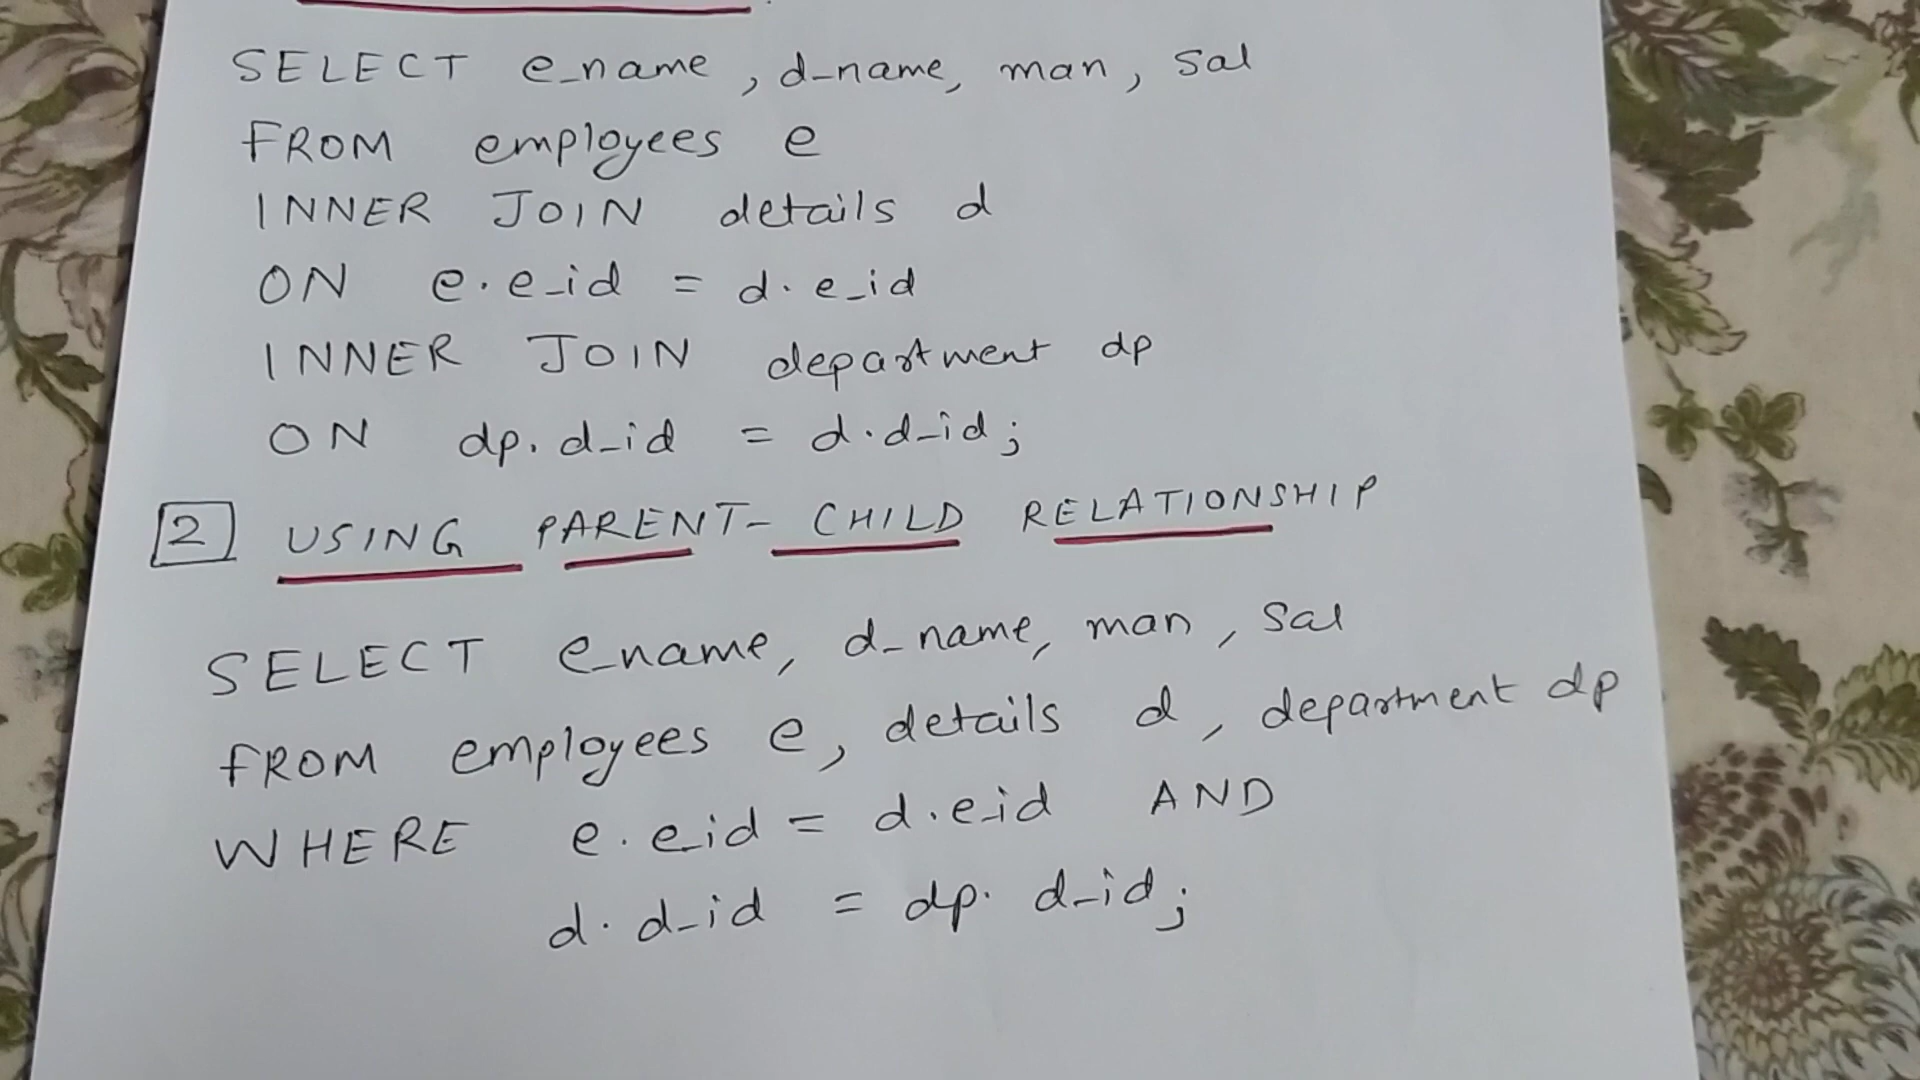 SELECT e_name, d_name, man, sal
FROM employees e
INNER JOIN details d
ON e.e_id = d.e_id
INNER JOIN department dp
ON dp.d_id = d.d_id;
2 USING PARENT-CHILD RELATIONSHIP
SELECT e_name, d_name, man, sal
FROM employees e, details d, department dp
WHERE e.e_id = d.e_id AND
d.d_id = dp.d_id;